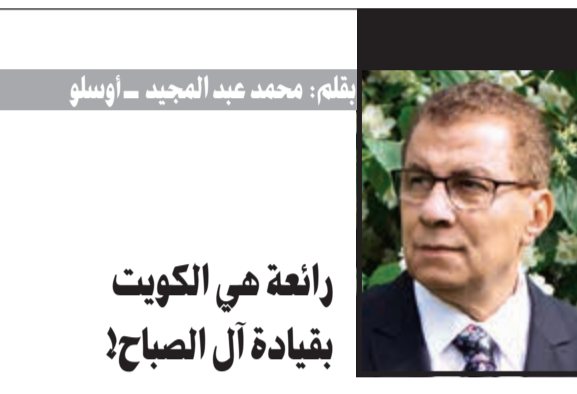 بقلم: محمد عبد المجيد ـ أوسلو
رائعة هي الكويت
بقيادة آل الصباح!